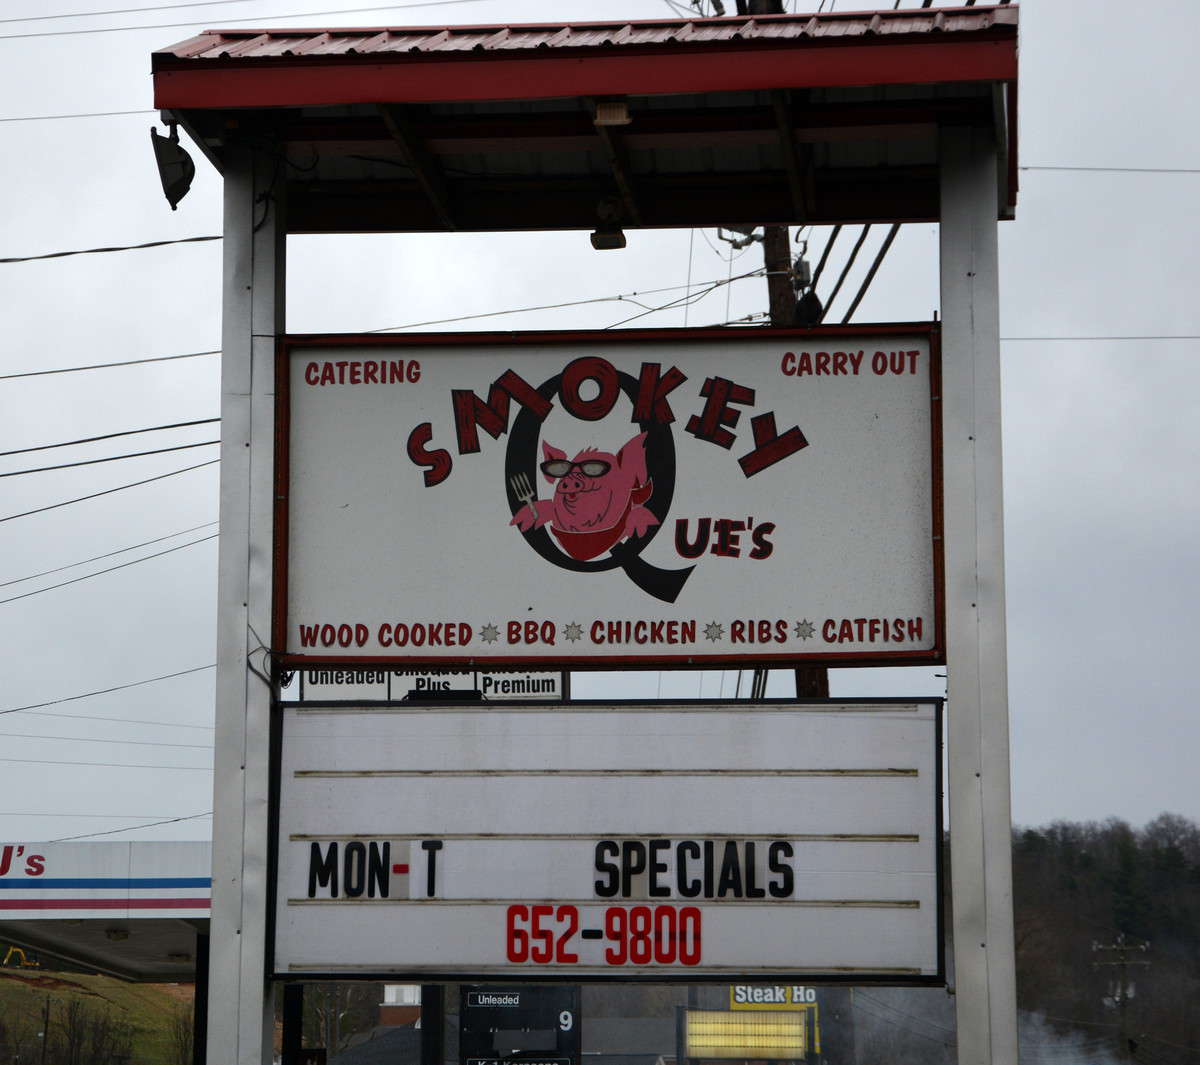 CATERING
CARRY OUT
SMOKEY
QUE'S
WOOD COOKED BBQ CHICKEN RIBS CATFISH
Unleaded
Plus
Premium
MON-T SPECIALS
652-9800
J's
Unleaded
9
Steak Ho